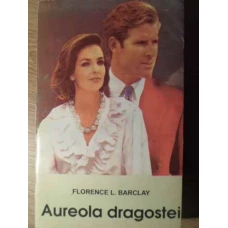 FLORENCE L. BARCLAY
Aureola dragostei